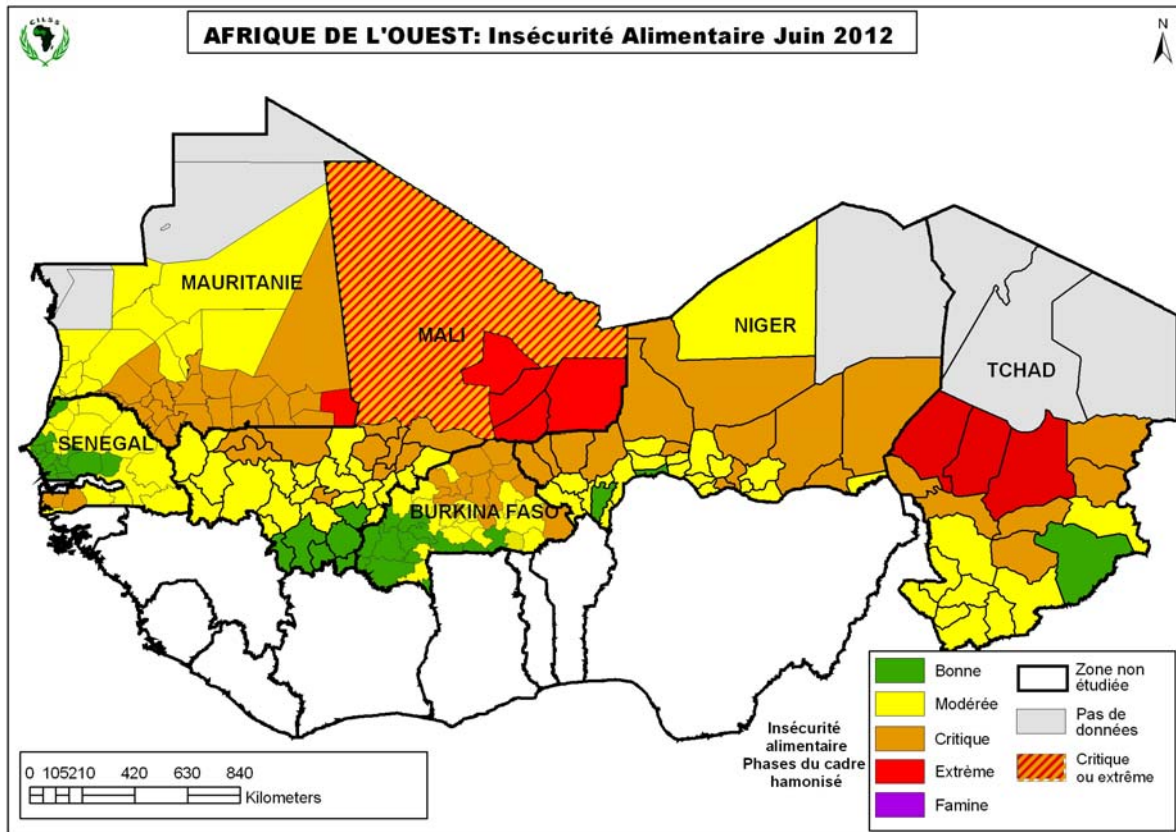 CILSS
AFRIQUE DE L'OUEST: Insécurité Alimentaire Juin 2012
N
MAURITANIE
MALI
NIGER
TCHAD
SENEGAL
BURKINA FASO
Insécurité
alimentaire
Phases du cadre
hamonisé
Bonne
Modérée
Critique
Extrème
Famine
Zone non
étudiée
Pas de
données
Critique
ou extrême
0 105210 420 630 840
Kilometers